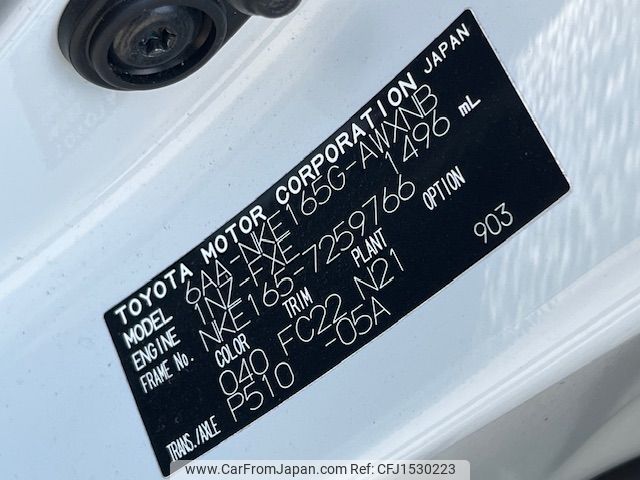 TOYOTA MOTOR CORPORATION JAPAN
MODEL 6AA-NKE165G-AWXNB
ENGINE 1NZ-FXE 1496 mL
FRAME No. NKE165-7259766
COLOR TRIM PLANT OPTION
040 FC22 N21 903
TRANS./AXLE P510 -05A
www.CarFromJapan.com - CFJ1530223